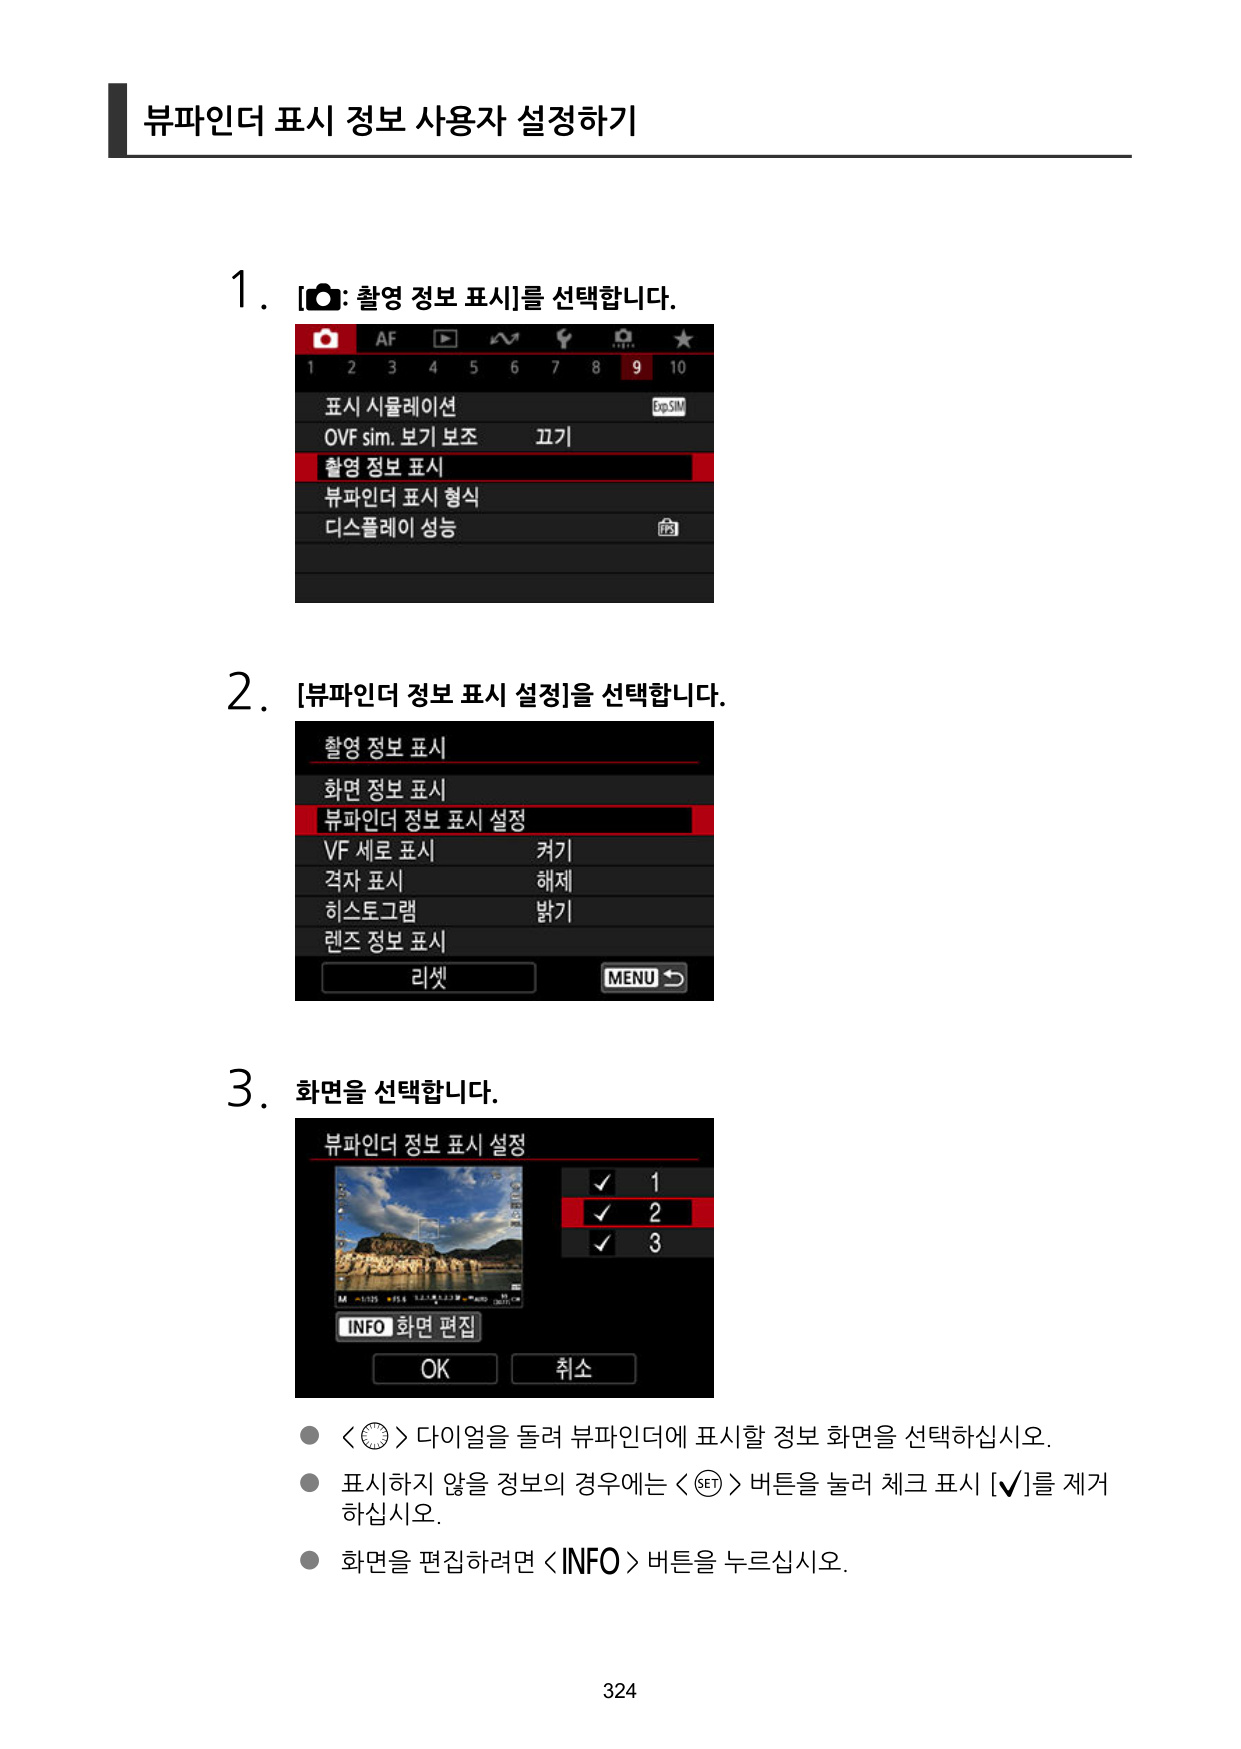 뷰파인더 표시 정보 사용자 설정하기
1. [: 촬영 정보 표시]를 선택합니다.
AF
1 2 3 4 5 6 7 8 9 10
표시 시뮬레이션 Exp.SIM
OVF sim. 보기 보조 끄기
촬영 정보 표시
뷰파인더 표시 형식
디스플레이 성능 FPS
2. [뷰파인더 정보 표시 설정]을 선택합니다.
촬영 정보 표시
화면 정보 표시
뷰파인더 정보 표시 설정
VF 세로 표시 켜기
격자 표시 해제
히스토그램 밝기
렌즈 정보 표시
리셋 MENU
3. 화면을 선택합니다.
뷰파인더 정보 표시 설정
✓ 1
✓ 2
✓ 3
M 1/125 F5.6
INFO 화면 편집
OK 취소
● < > 다이얼을 돌려 뷰파인더에 표시할 정보 화면을 선택하십시오.
● 표시하지 않을 정보의 경우에는 < SET > 버튼을 눌러 체크 표시 [✓]를 제거
하십시오.
● 화면을 편집하려면 < INFO > 버튼을 누르십시오.
324